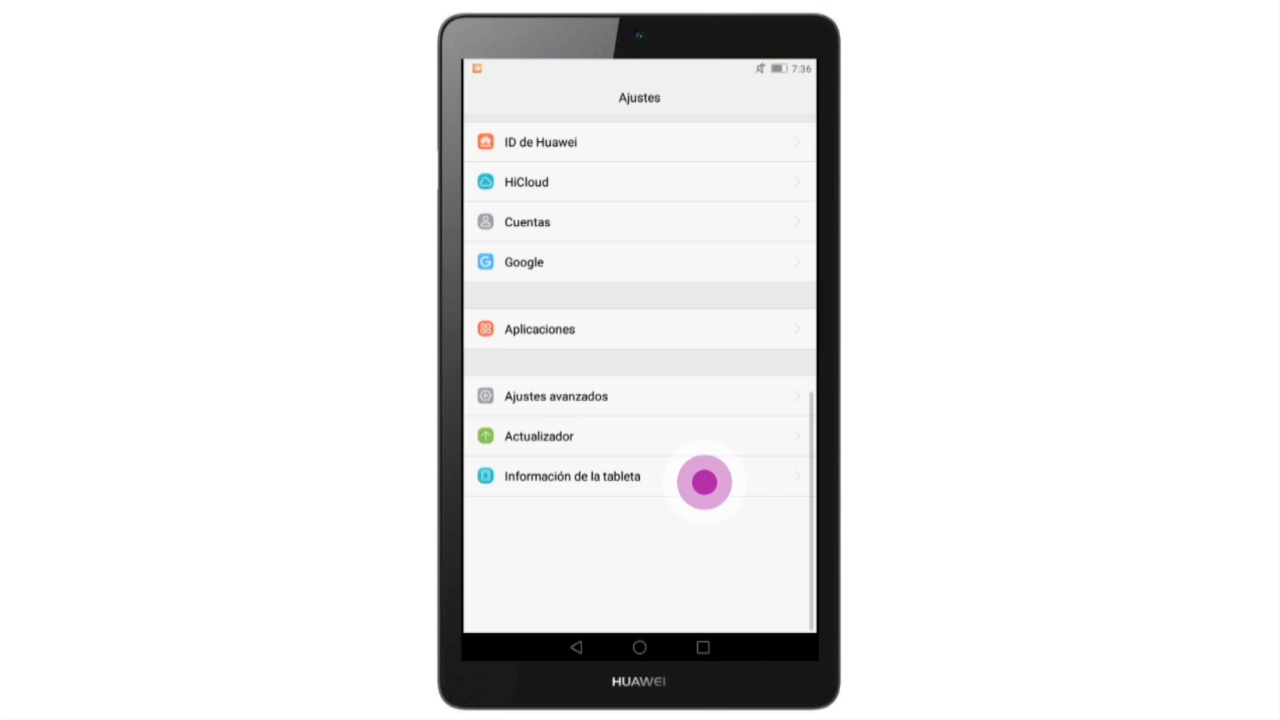 7:36
Ajustes
ID de Huawei
HiCloud
Cuentas
Google
Aplicaciones
Ajustes avanzados
Actualizador
Información de la tableta
HUAWEI